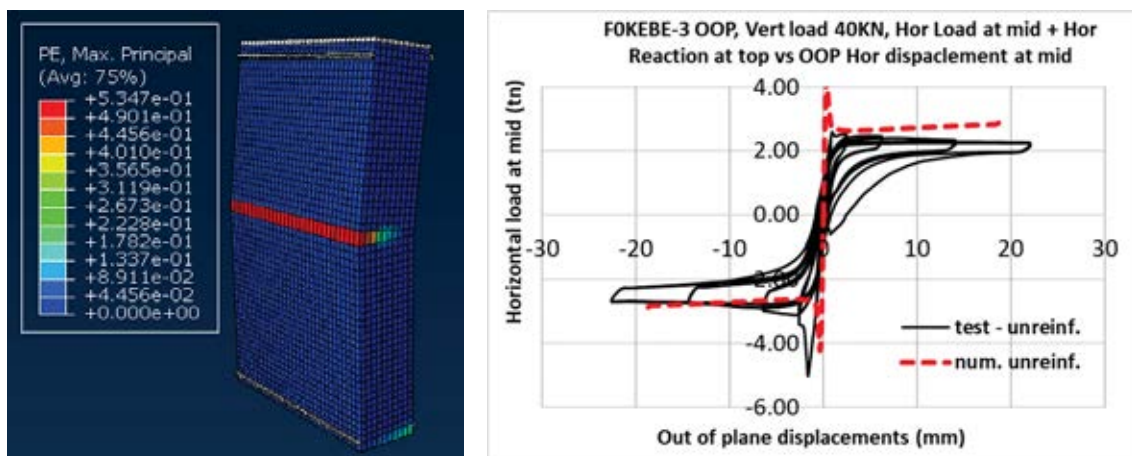 PE, Max. Principal
(Avg: 75%)
+5.347e-01
+4.901e-01
+4.456e-01
+4.010e-01
+3.565e-01
+3.119e-01
+2.673e-01
+2.228e-01
+1.782e-01
+1.337e-01
+8.911e-02
+4.456e-02
+0.000e+00
F0KEBE-3 OOP, Vert load 40KN, Hor Load at mid + Hor
Reaction at top vs OOP Hor dispaclement at mid
Horizontal load at mid (tn)
4.00
2.00
0.00
-30
-20
-10
0
10
20
30
-4.00
-6.00
test - unreinf.
num. unreinf.
Out of plane displacements (mm)